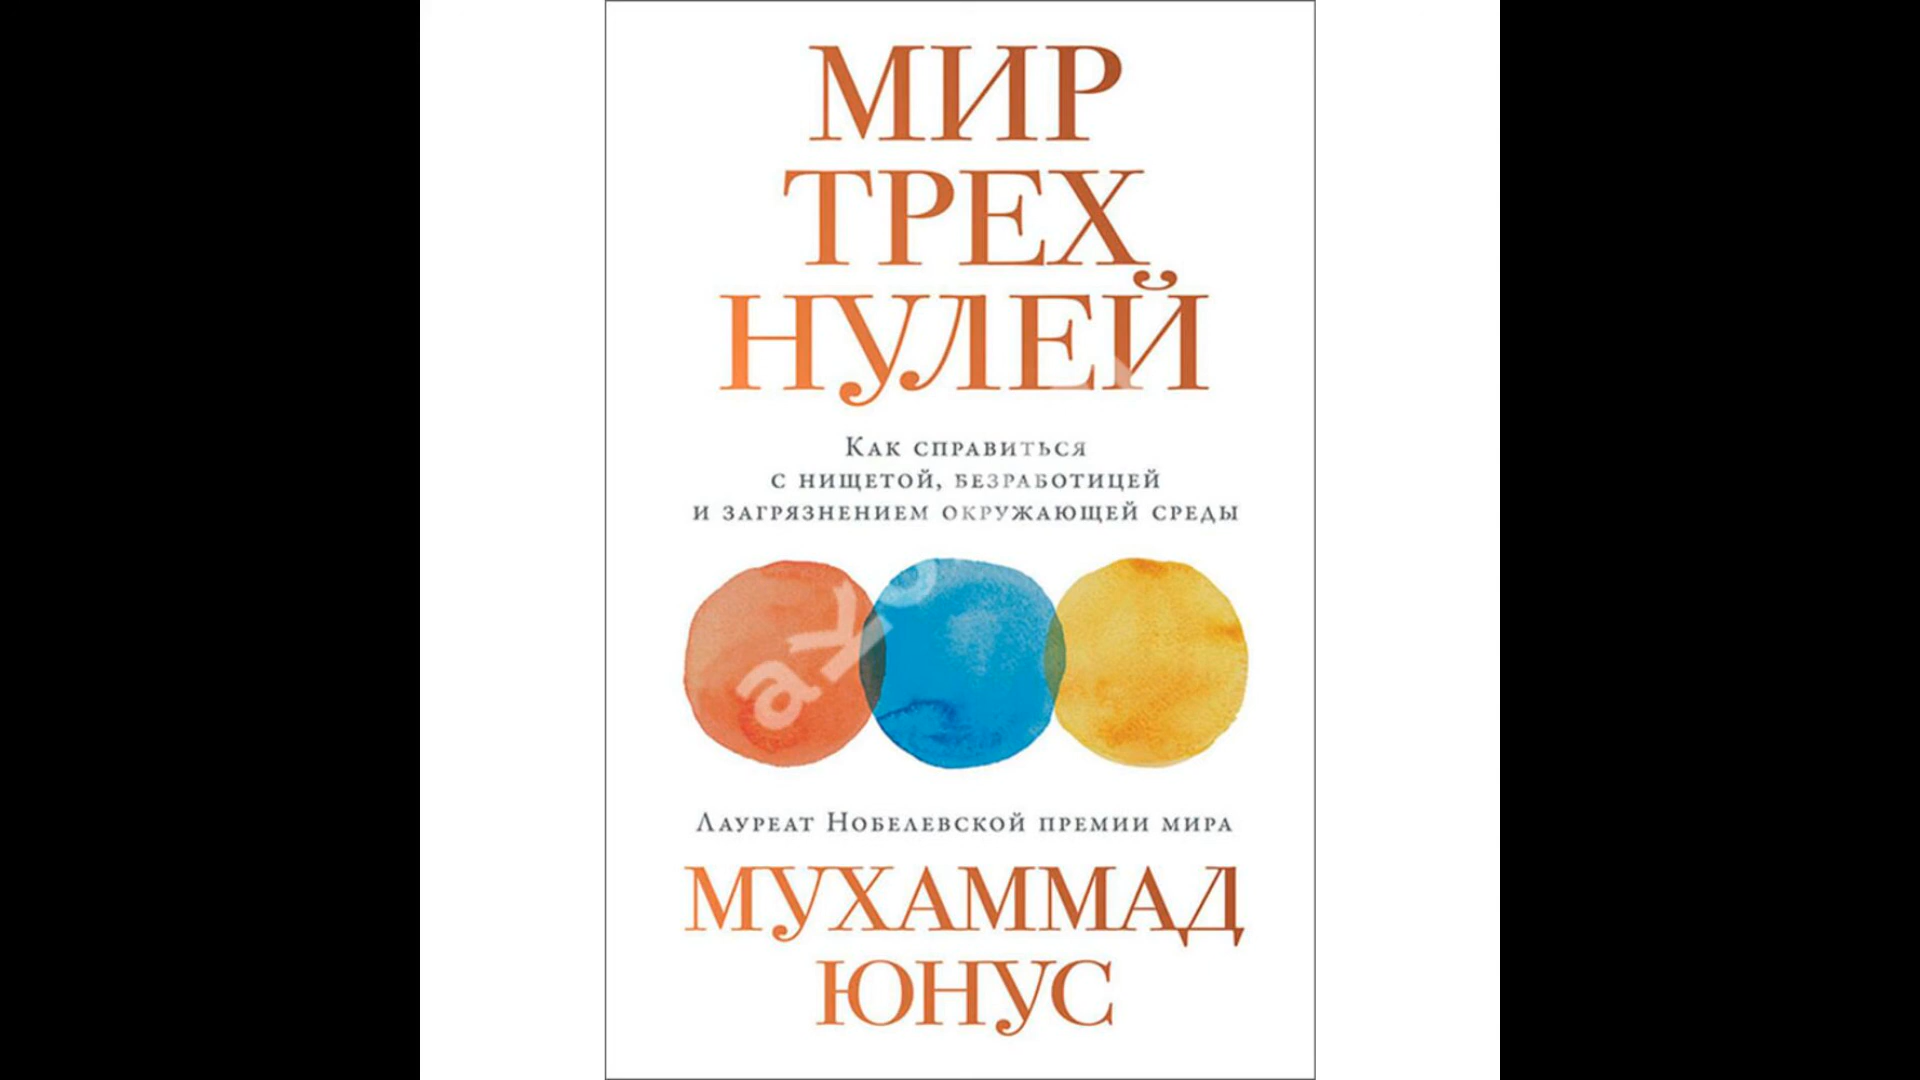 МИР
ТРЕХ
НУЛЕЙ
Как справиться
с нищетой, безработицей
и загрязнением окружающей среды
Лауреат Нобелевской премии мира
МУХАММАД
ЮНУС